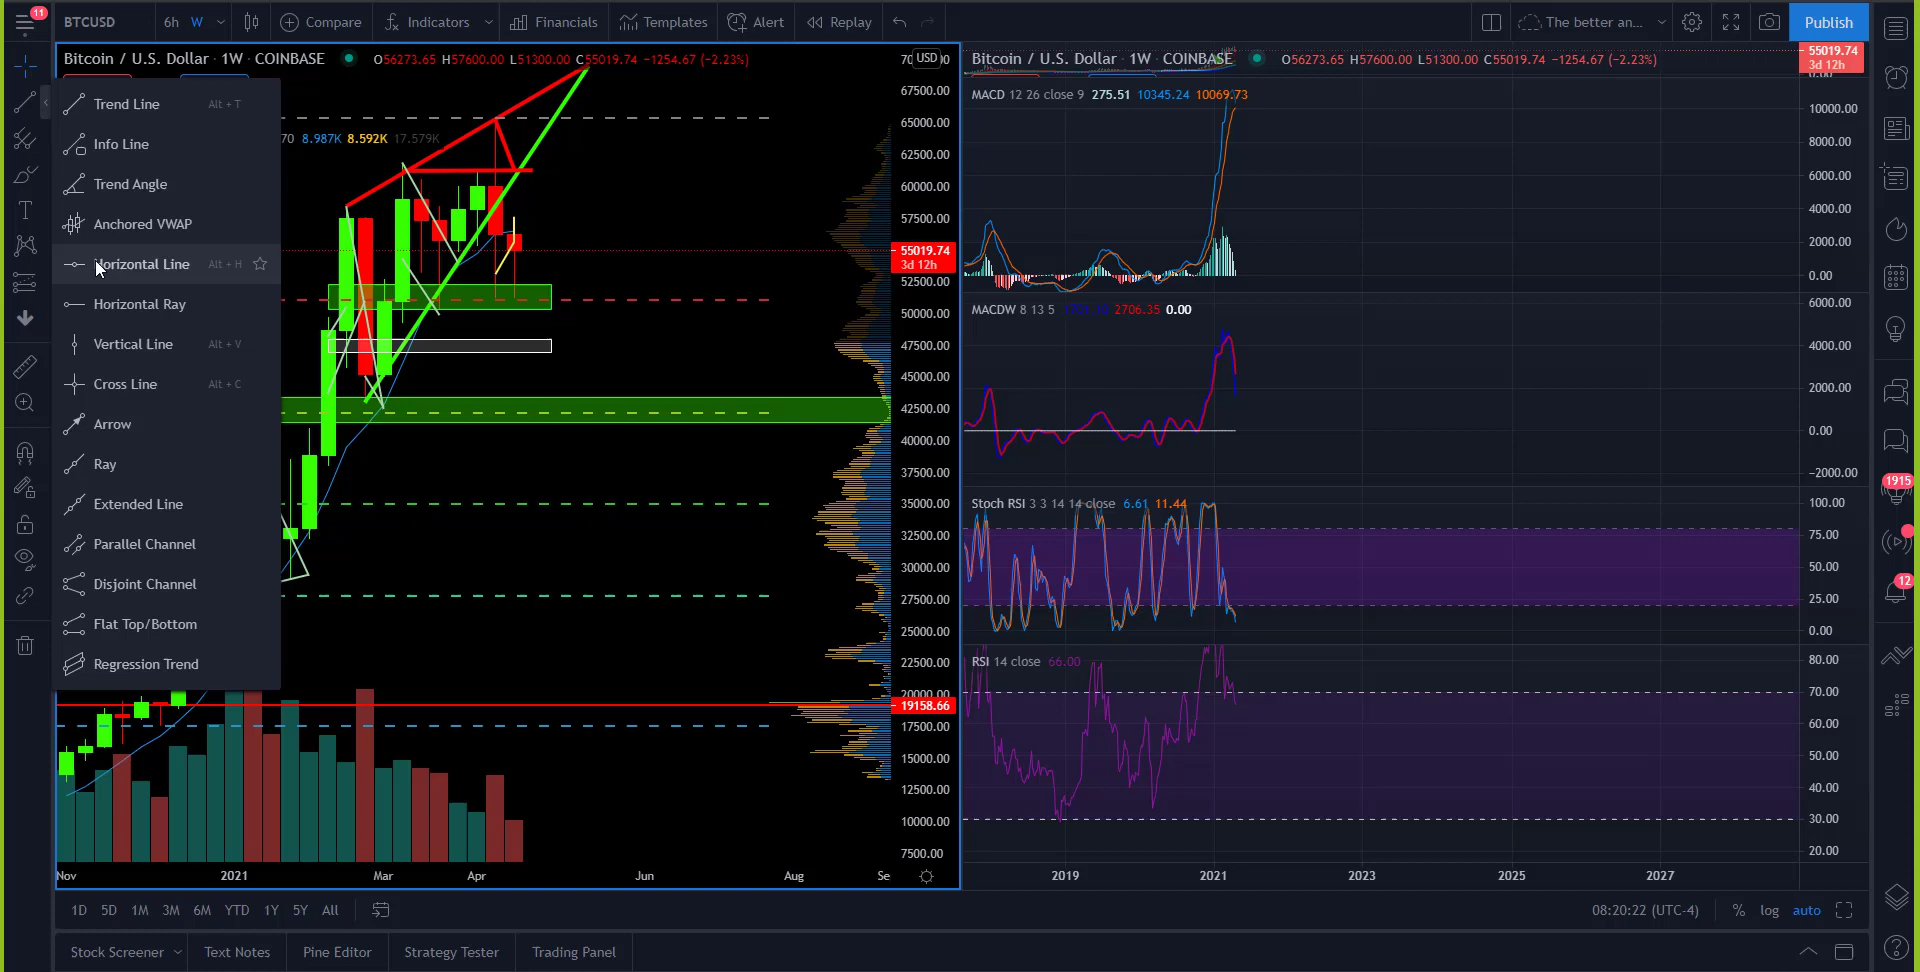 11
BTCUSD
6h
W
Compare
Indicators
Financials
Templates
Alert
Replay
The better an...
Publish
Bitcoin / U.S. Dollar · 1W · COINBASE
O56273.65 H57600.00 L51300.00 C55019.74 −1254.67 (−2.23%)
70 8.987K 8.592K 17.579K
Trend Line Alt + T
Info Line
Trend Angle
Anchored VWAP
Horizontal Line Alt + H
Horizontal Ray
Vertical Line Alt + V
Cross Line Alt + C
Arrow
Ray
Extended Line
Parallel Channel
Disjoint Channel
Flat Top/Bottom
Regression Trend
USD
67500.00
65000.00
62500.00
60000.00
57500.00
55019.74
3d 12h
52500.00
50000.00
47500.00
45000.00
42500.00
40000.00
37500.00
35000.00
32500.00
30000.00
27500.00
25000.00
22500.00
20000.00
19158.66
17500.00
15000.00
12500.00
10000.00
7500.00
Nov
2021
Mar
Apr
Jun
Aug
Se
Bitcoin / U.S. Dollar · 1W · COINBASE
O56273.65 H57600.00 L51300.00 C55019.74 −1254.67 (−2.23%)
55019.74
3d 12h
MACD 12 26 close 9 275.51 10345.24 10069.73
10000.00
8000.00
6000.00
4000.00
2000.00
0.00
MACDW 8 13 5 2706.35 0.00
6000.00
4000.00
2000.00
0.00
−2000.00
Stoch RSI 3 3 14 14 close 6.61 11.44
100.00
75.00
50.00
25.00
0.00
RSI 14 close 66.00
80.00
70.00
60.00
50.00
40.00
30.00
20.00
2019
2021
2023
2025
2027
1915
12
1D
5D
1M
3M
6M
YTD
1Y
5Y
All
08:20:22 (UTC-4)
%
log
auto
Stock Screener
Text Notes
Pine Editor
Strategy Tester
Trading Panel